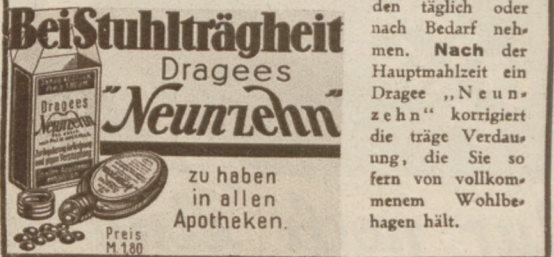 Bei Stuhlträgheit
Dragees
"Neunzehn"
Dragees
Neunzehn
zu haben
in allen
Apotheken.
Preis
M. 1.80
den täglich oder
nach Bedarf neh-
men. Nach der
Hauptmahlzeit ein
Dragee „Neun-
zehn“ korrigiert
die träge Verdau-
ung, die Sie so
fern von vollkom-
menem Wohlbe-
hagen hält.